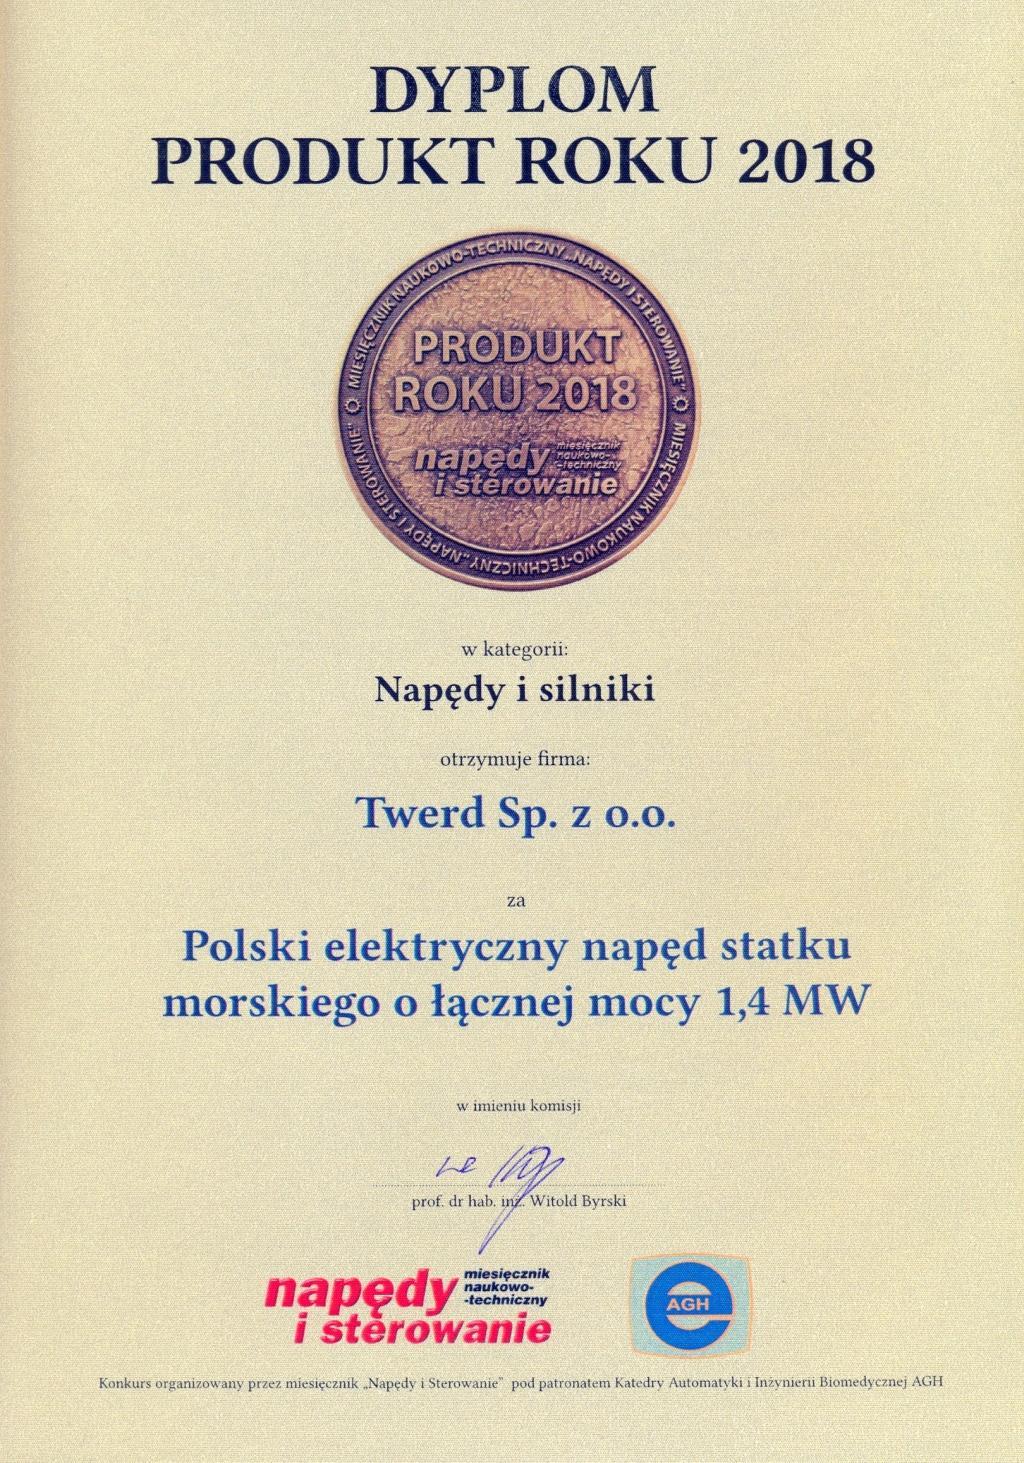 DYPLOM
PRODUKT ROKU 2018
MIESIĘCZNIK NAUKOWO-TECHNICZNY „NAPĘDY I STEROWANIE”
MIESIĘCZNIK NAUKOWO-TECHNICZNY „NAPĘDY I STEROWANIE”
PRODUKT
ROKU 2018
napędy miesięcznik
naukowo-
-techniczny
i sterowanie
w kategorii:
Napędy i silniki
otrzymuje firma:
Twerd Sp. z o.o.
za
Polski elektryczny napęd statku
morskiego o łącznej mocy 1,4 MW
w imieniu komisji
prof. dr hab. inż. Witold Byrski
napędy miesięcznik
naukowo-
-techniczny
i sterowanie
AGH
Konkurs organizowany przez miesięcznik „Napędy i Sterowanie” pod patronatem Katedry Automatyki i Inżynierii Biomedycznej AGH